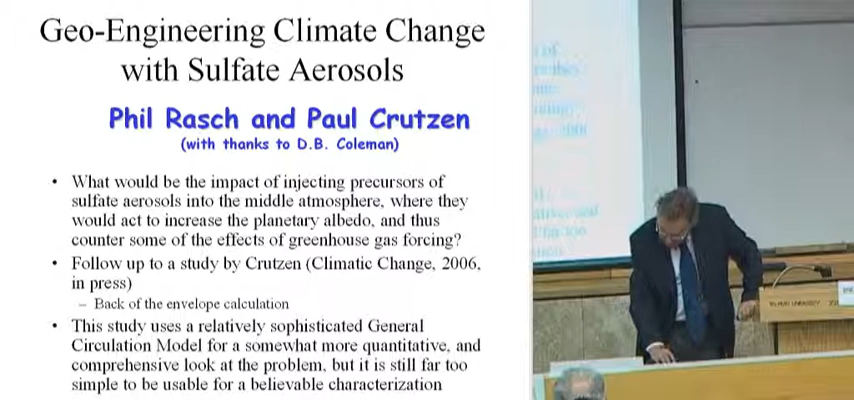 Geo-Engineering Climate Change
with Sulfate Aerosols
Phil Rasch and Paul Crutzen
(with thanks to D.B. Coleman)
• What would be the impact of injecting precursors of
sulfate aerosols into the middle atmosphere, where they
would act to increase the planetary albedo, and thus
counter some of the effects of greenhouse gas forcing?
• Follow up to a study by Crutzen (Climatic Change, 2006,
in press)
– Back of the envelope calculation
• This study uses a relatively sophisticated General
Circulation Model for a somewhat more quantitative, and
comprehensive look at the problem, but it is still far too
simple to be usable for a believable characterization